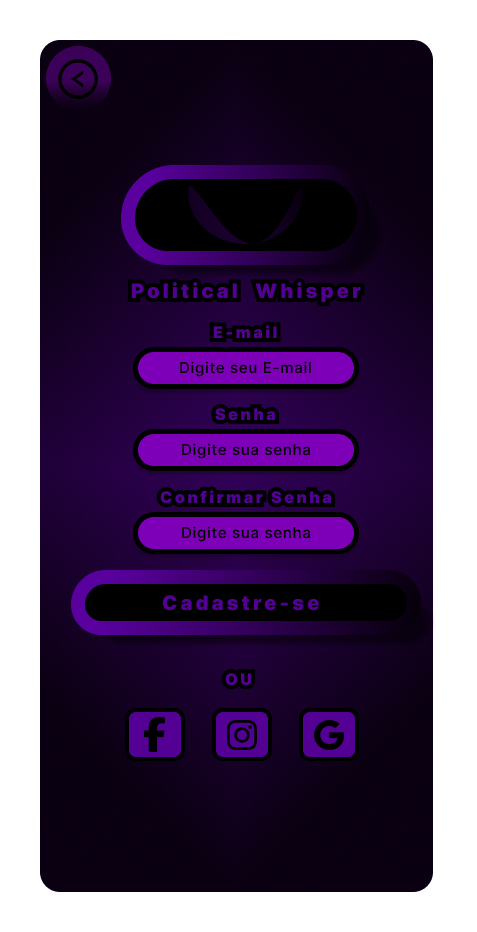 Political Whisper
E-mail
Digite seu E-mail
Senha
Digite sua senha
Confirmar Senha
Digite sua senha
Cadastre-se
OU